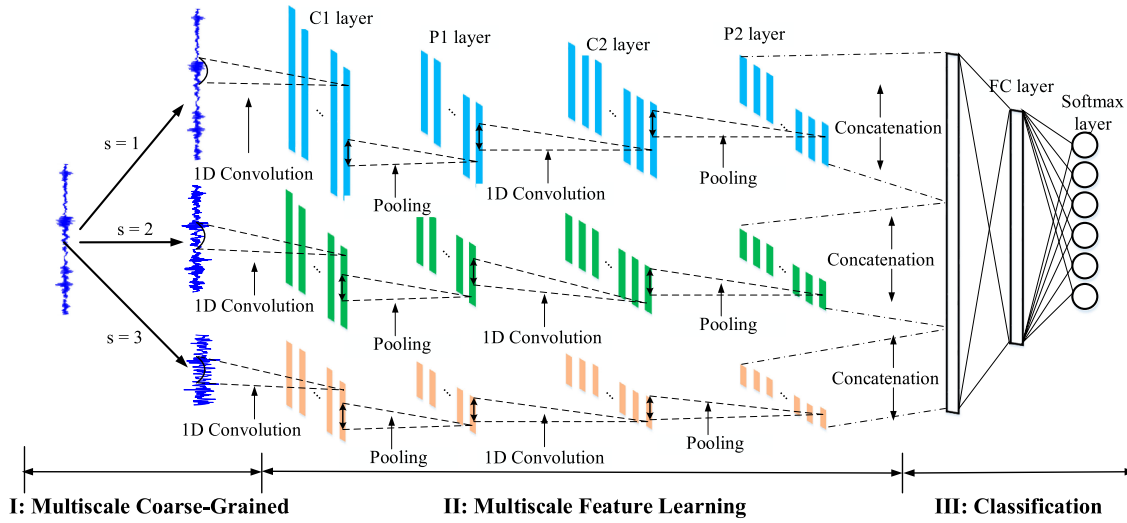 C1 layer
P1 layer
C2 layer
P2 layer
FC layer
Softmax
layer
s = 1
s = 2
s = 3
1D Convolution
Pooling
1D Convolution
Pooling
Concatenation
1D Convolution
Pooling
1D Convolution
Pooling
Concatenation
1D Convolution
Pooling
1D Convolution
Pooling
Concatenation
...
...
...
...
...
...
...
...
...
...
...
...
I: Multiscale Coarse-Grained
II: Multiscale Feature Learning
III: Classification